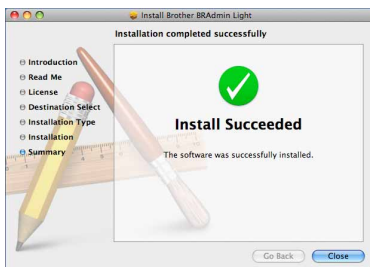 Install Brother BRAdmin Light
Installation completed successfully
Introduction
Read Me
License
Destination Select
Installation Type
Installation
Summary
Install Succeeded
The software was successfully installed.
Go Back
Close